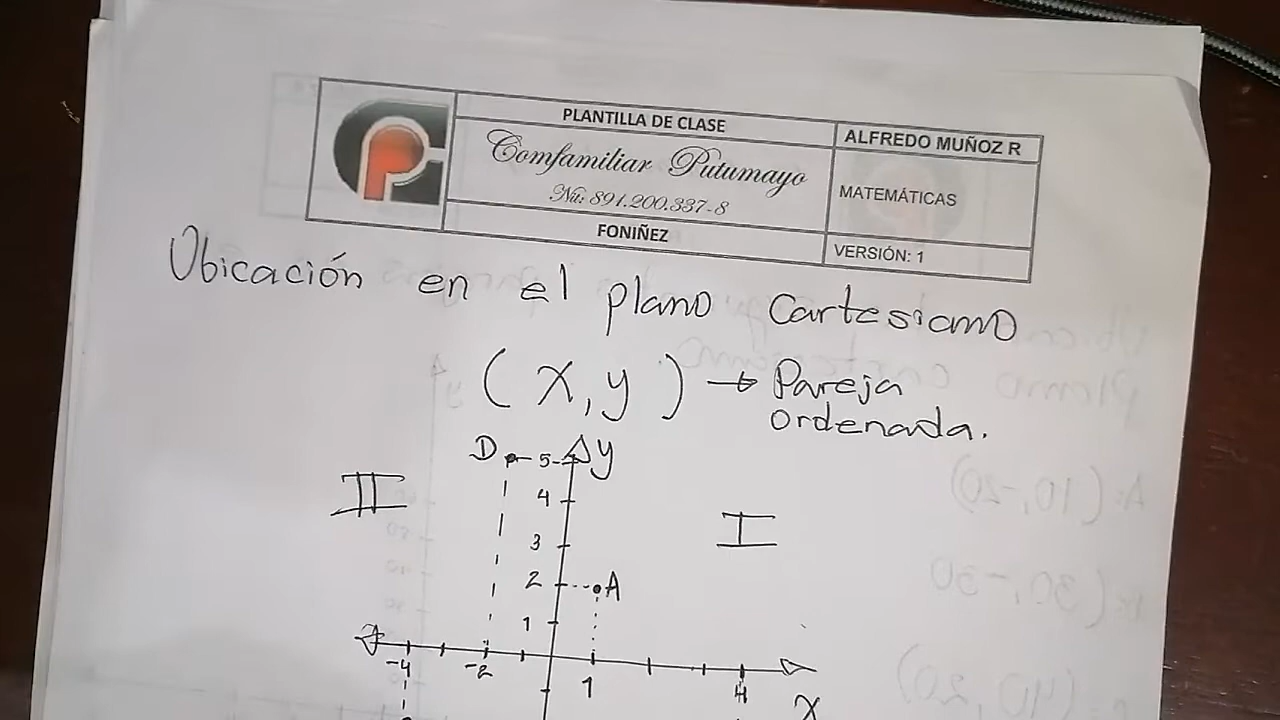 PLANTILLA DE CLASE
ALFREDO MUÑOZ R
Comfamiliar Putumayo
Nit: 891.200.337-8
MATEMÁTICAS
FONIÑEZ
VERSIÓN: 1
Ubicación en el plano Cartesiano
(x,y) → Pareja
ordenada.
D 5 y
II 4
I
3
2 A
1
-4 -2 1 4
X